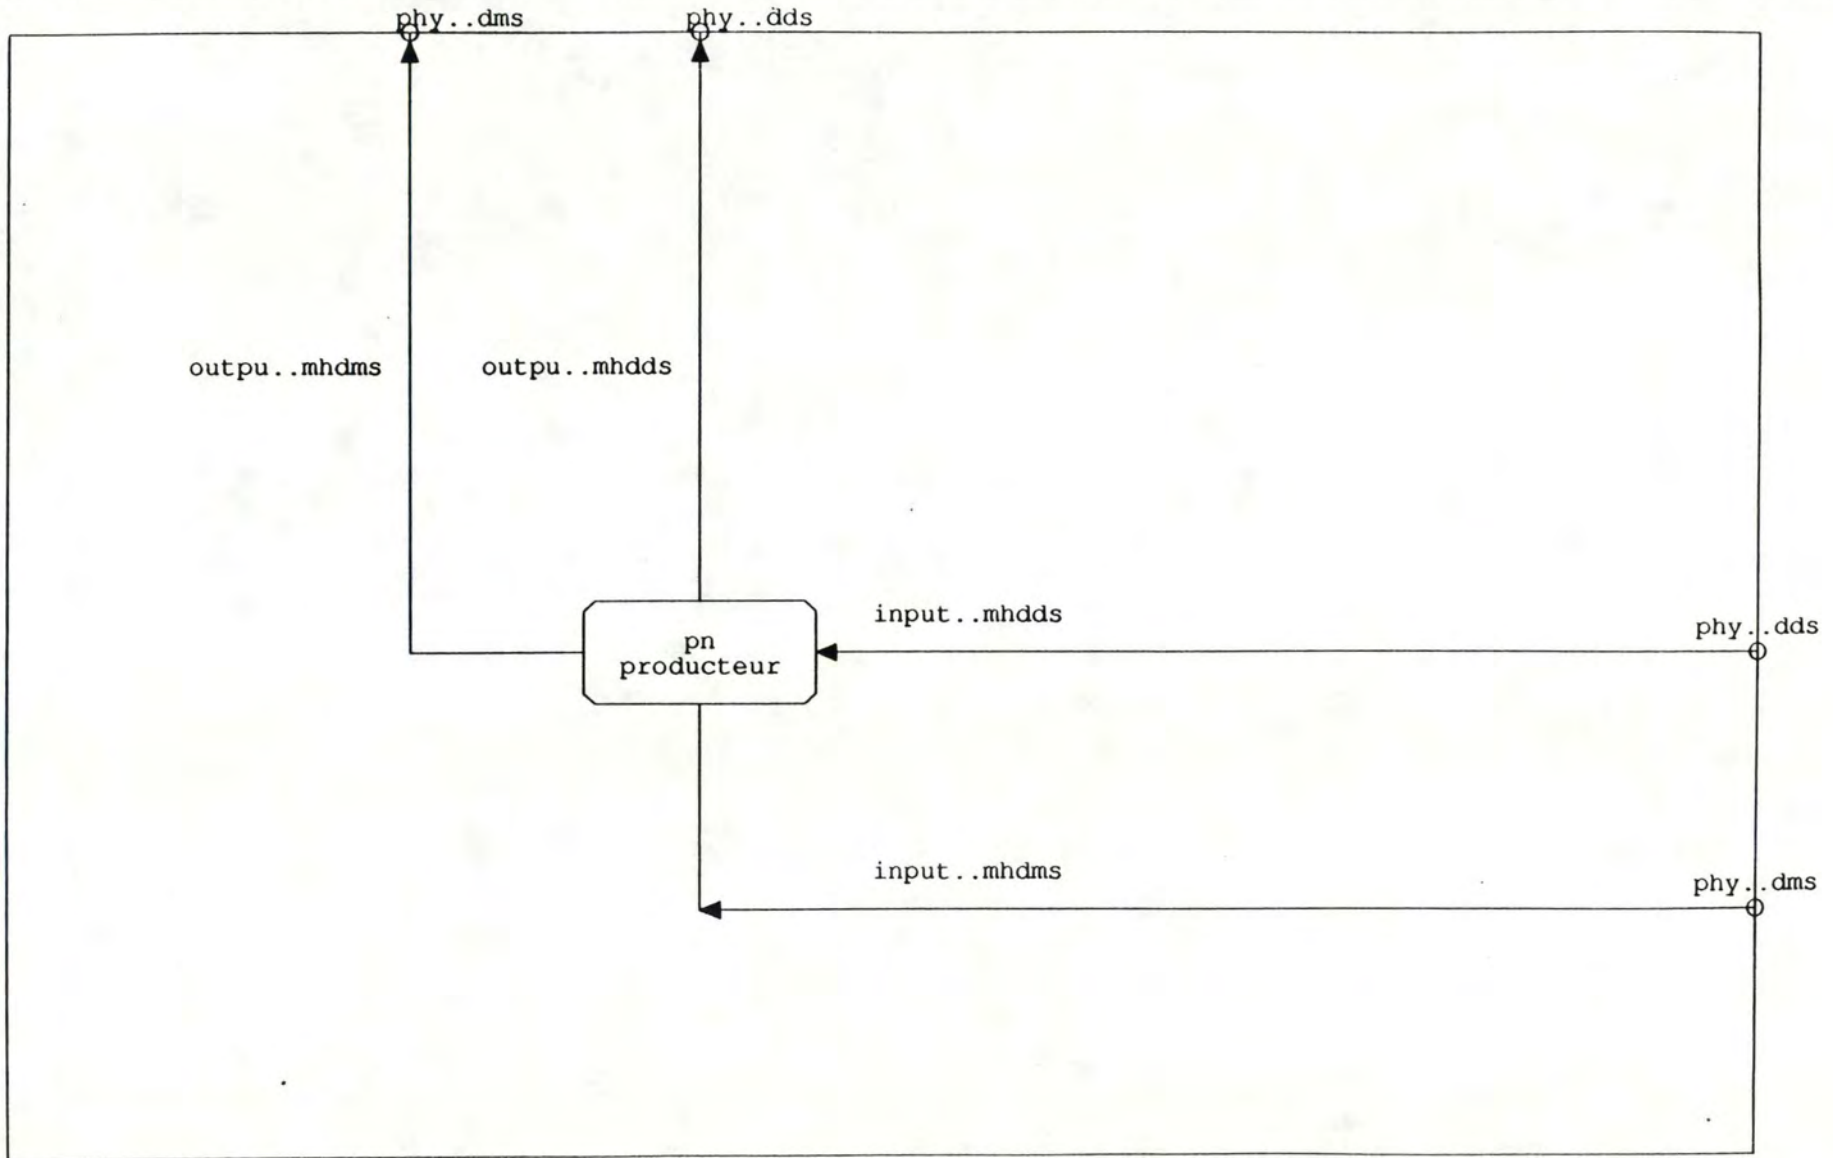 phy..dms
phy..dds
outpu..mhdms
outpu..mhdds
input..mhdds
phy..dds
pn
producteur
input..mhdms
phy..dms